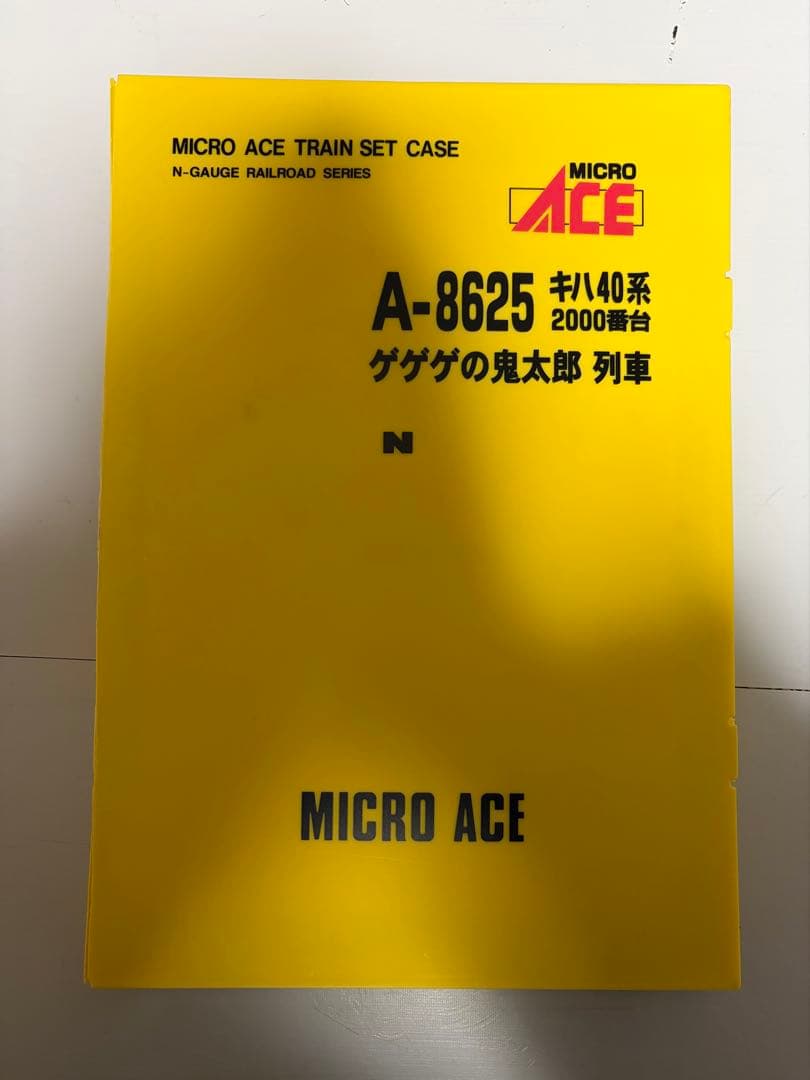 MICRO ACE TRAIN SET CASE
N-GAUGE RAILROAD SERIES
MICRO
ACE
A-8625 キハ40系
2000番台
ゲゲゲの鬼太郎 列車
N
MICRO ACE